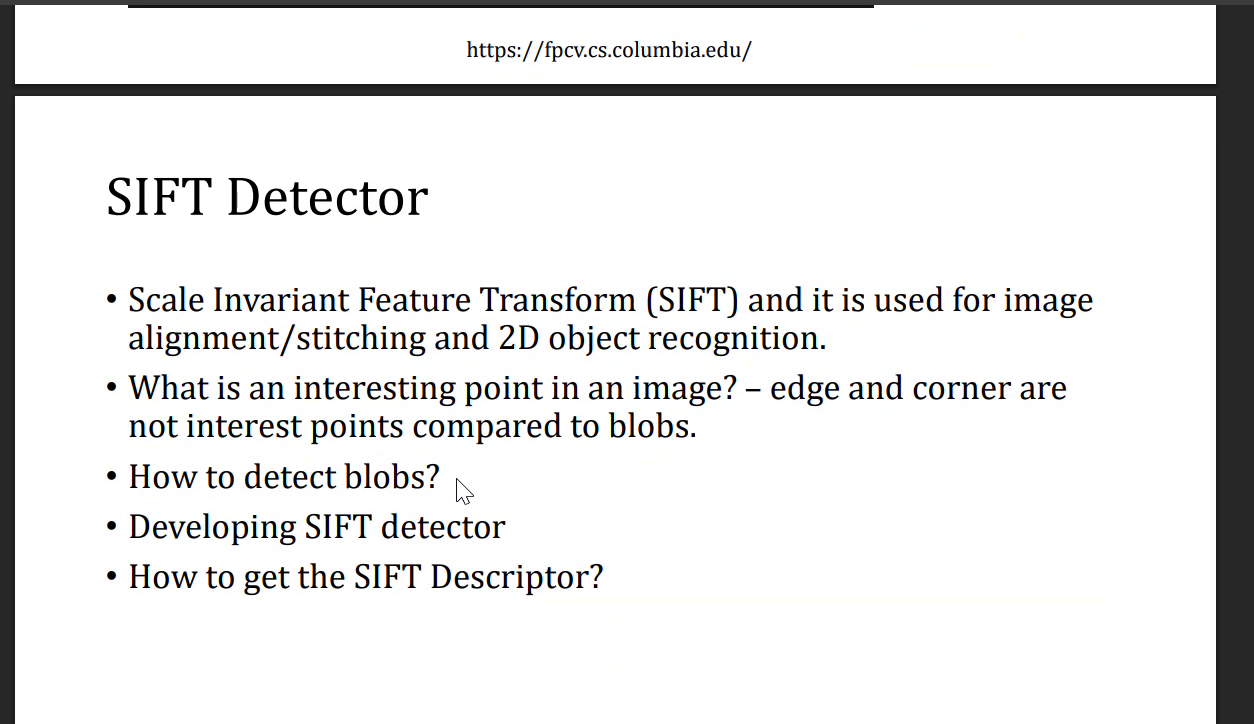 https://fpcv.cs.columbia.edu/
SIFT Detector
• Scale Invariant Feature Transform (SIFT) and it is used for image
alignment/stitching and 2D object recognition.
• What is an interesting point in an image? – edge and corner are
not interest points compared to blobs.
• How to detect blobs?
• Developing SIFT detector
• How to get the SIFT Descriptor?